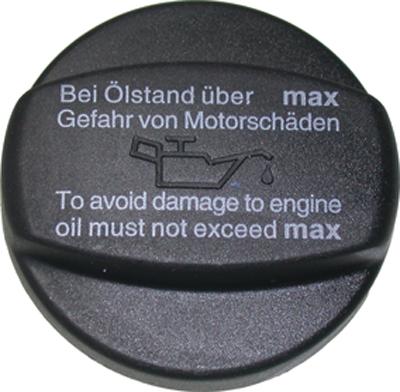 Bei Ölstand über max
Gefahr von Motorschäden
To avoid damage to engine
oil must not exceed max